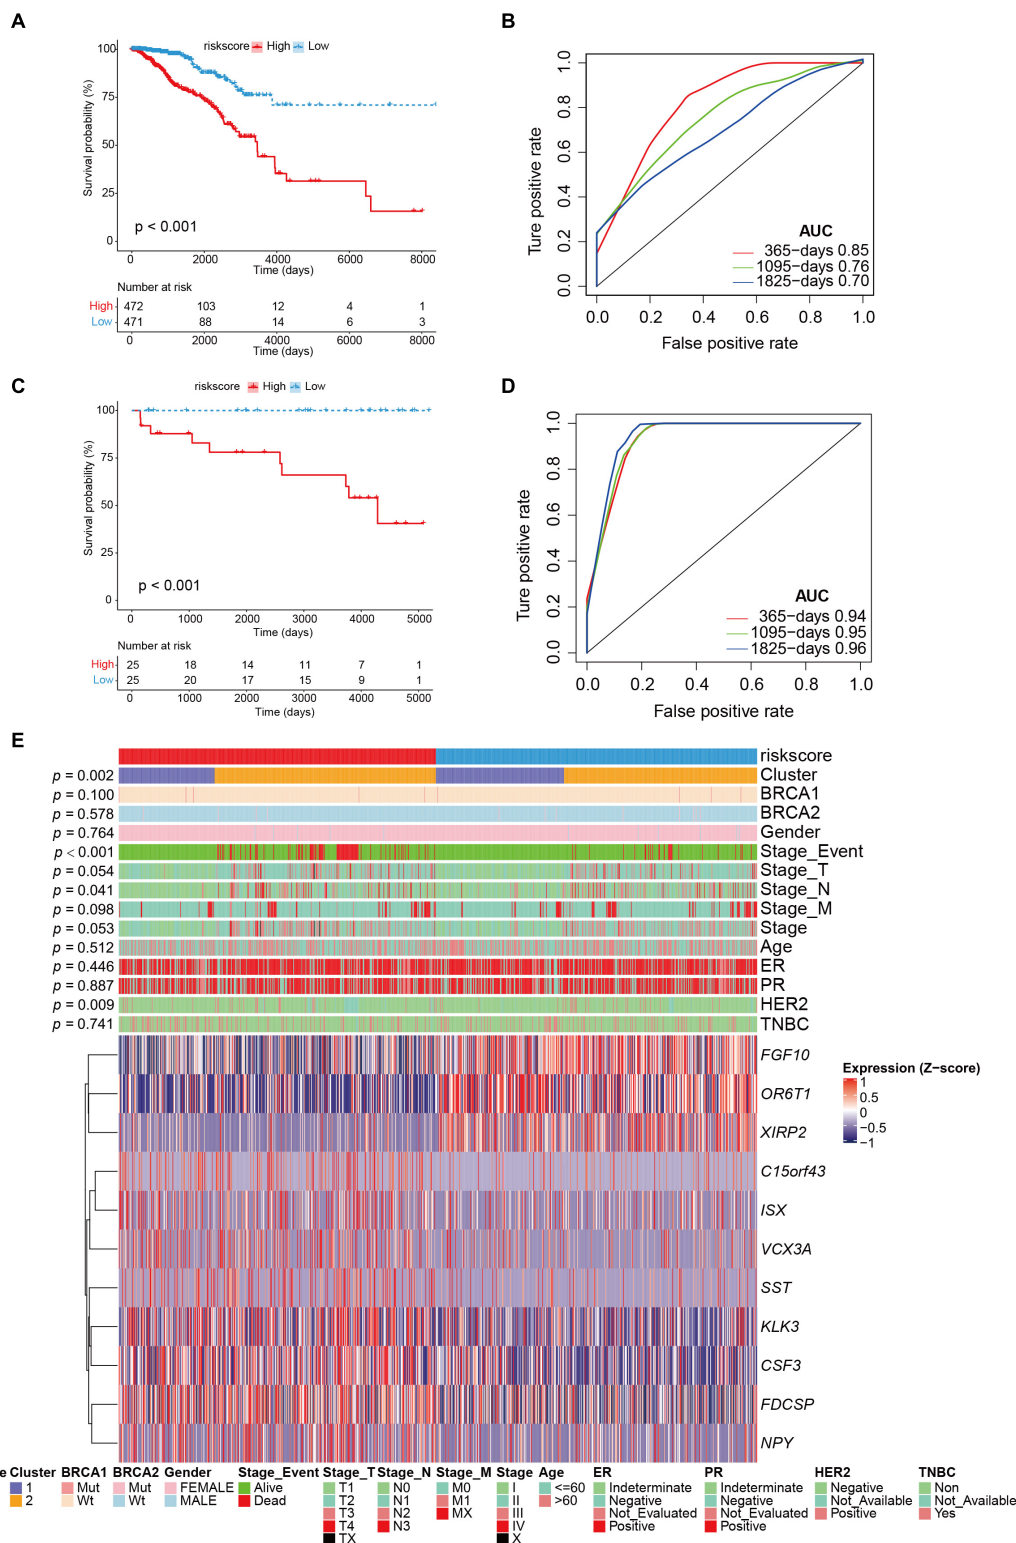 A
riskscore High Low
Survival probability (%)
100
75
50
25
0
p < 0.001
0 2000 4000 6000 8000
Time (days)
Number at risk
High 472 103 12 4 1
Low 471 88 14 6 3
0 2000 4000 6000 8000
Time (days)
B
Ture positive rate
1.0
0.8
0.6
0.4
0.2
0.0
AUC
365−days 0.85
1095−days 0.76
1825−days 0.70
0.0 0.2 0.4 0.6 0.8 1.0
False positive rate
C
riskscore High Low
Survival probability (%)
100
75
50
25
0
p < 0.001
0 1000 2000 3000 4000 5000
Time (days)
Number at risk
High 25 18 14 11 7 1
Low 25 20 17 15 9 1
0 1000 2000 3000 4000 5000
Time (days)
D
Ture positive rate
1.0
0.8
0.6
0.4
0.2
0.0
AUC
365−days 0.94
1095−days 0.95
1825−days 0.96
0.0 0.2 0.4 0.6 0.8 1.0
False positive rate
E
riskscore
p = 0.002 Cluster
p = 0.100 BRCA1
p = 0.578 BRCA2
p = 0.764 Gender
p < 0.001 Stage_Event
p = 0.054 Stage_T
p = 0.041 Stage_N
p = 0.098 Stage_M
p = 0.053 Stage
p = 0.512 Age
p = 0.446 ER
p = 0.887 PR
p = 0.009 HER2
p = 0.741 TNBC
FGF10
OR6T1
XIRP2
C15orf43
ISX
VCX3A
SST
KLK3
CSF3
FDCSP
NPY
Expression (Z−score)
1
0.5
0
−0.5
−1
e Cluster BRCA1 BRCA2 Gender Stage_Event Stage_T Stage_N Stage_M Stage Age ER PR HER2 TNBC
1 Mut Mut FEMALE Alive T1 N0 M0 I <=60 Indeterminate Indeterminate Negative Non
2 Wt Wt MALE Dead T2 N1 M1 II >60 Negative Negative Not_Available Not_Available
T3 N2 MX III Not_Evaluated Not_Evaluated Positive Yes
T4 N3 IV Positive Positive
TX X